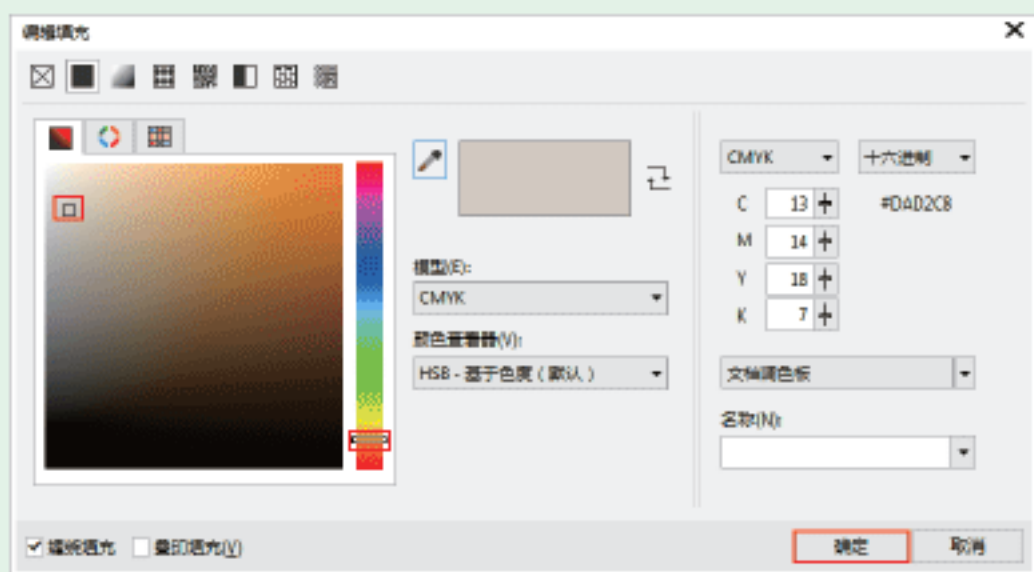 编辑填充
CMYK
十六进制
C 13 #DAD2C8
M 14
Y 18
K 7
模型(E):
CMYK
颜色查看器(V):
HSB - 基于色度（默认）
文档调色板
名称(N):
缠绕填充 叠印填充(V)
确定 取消